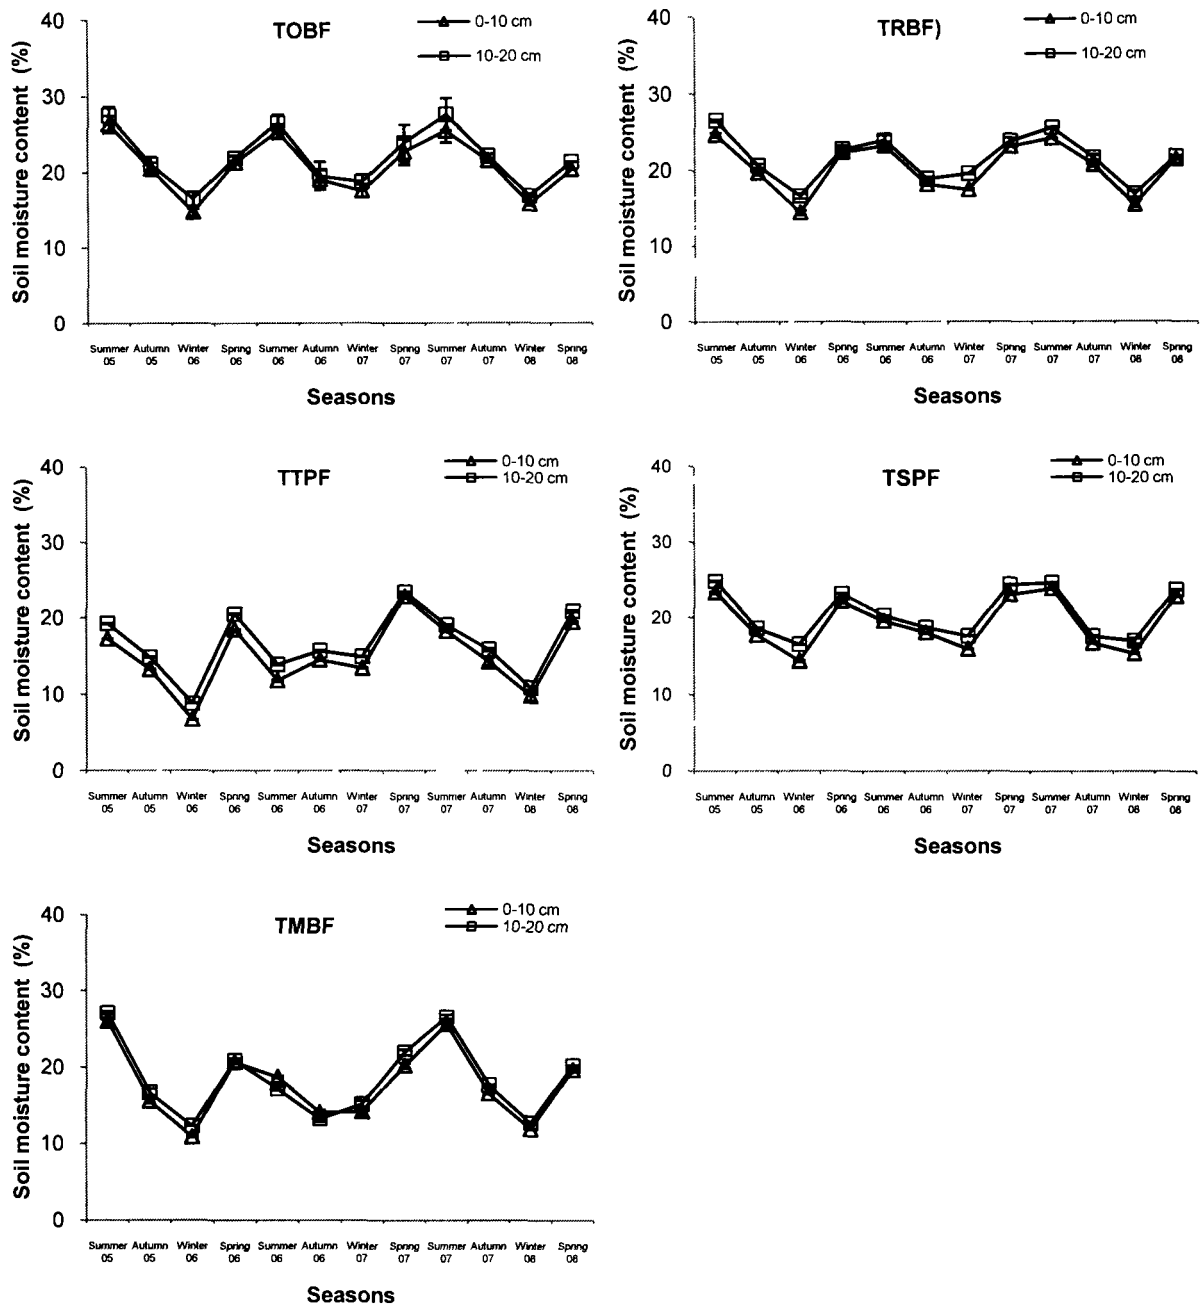 TOBF
0-10 cm
10-20 cm
Soil moisture content (%)
40
30
20
10
0
Summer Autumn Winter Spring Summer Autumn Winter Spring Summer Autumn Winter Spring
05 05 06 06 06 06 07 07 07 07 08 08
Seasons
TRBF)
0-10 cm
10-20 cm
Soil moisture content (%)
40
30
20
10
0
Summer Autumn Winter Spring Summer Autumn Winter Spring Summer Autumn Winter Spring
05 05 06 06 06 06 07 07 07 07 08 08
Seasons
TTPF
0-10 cm
10-20 cm
Soil moisture content (%)
40
30
20
10
0
Summer Autumn Winter Spring Summer Autumn Winter Spring Summer Autumn Winter Spring
05 05 06 06 06 06 07 07 07 07 08 08
Seasons
TSPF
0-10 cm
10-20 cm
Soil moisture content (%)
40
30
20
10
0
Summer Autumn Winter Spring Summer Autumn Winter Spring Summer Autumn Winter Spring
05 05 06 06 06 06 07 07 07 07 08 08
Seasons
TMBF
0-10 cm
10-20 cm
Soil moisture content (%)
40
30
20
10
0
Summer Autumn Winter Spring Summer Autumn Winter Spring Summer Autumn Winter Spring
05 05 06 06 06 06 07 07 07 07 08 08
Seasons